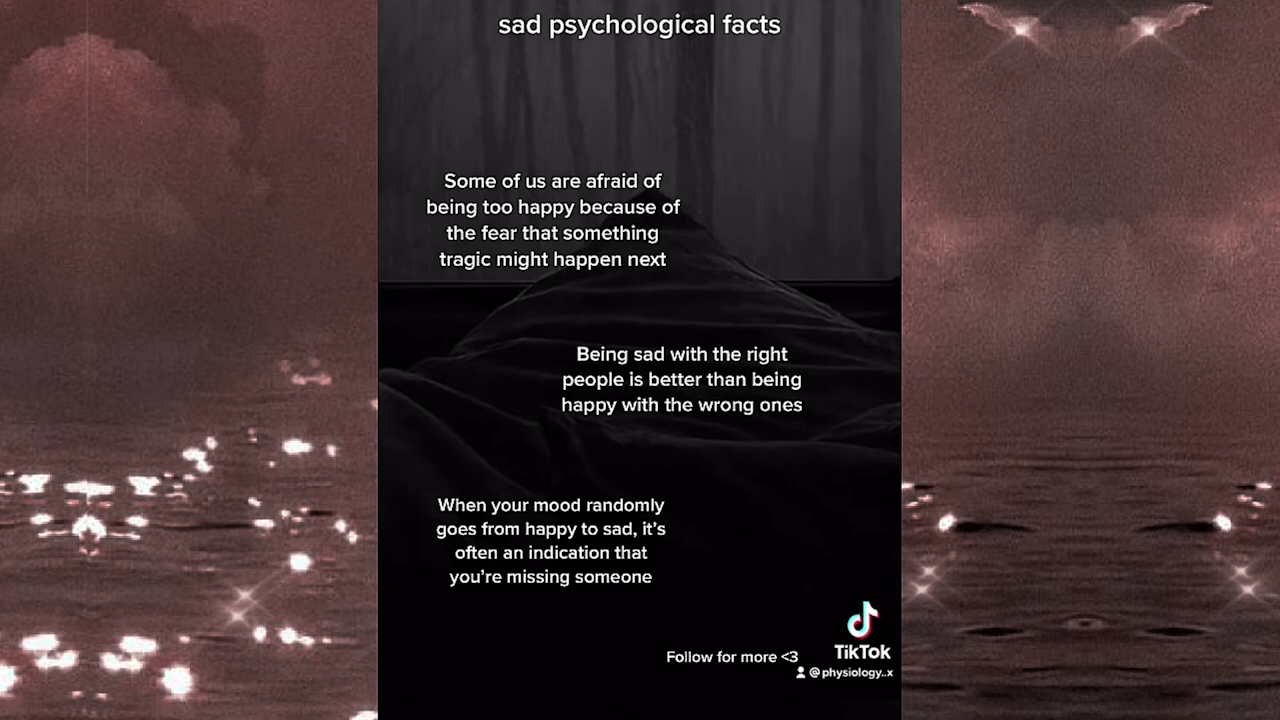 sad psychological facts
Some of us are afraid of
being too happy because of
the fear that something
tragic might happen next
Being sad with the right
people is better than being
happy with the wrong ones
When your mood randomly
goes from happy to sad, it’s
often an indication that
you’re missing someone
Follow for more <3
TikTok
@physiology..x